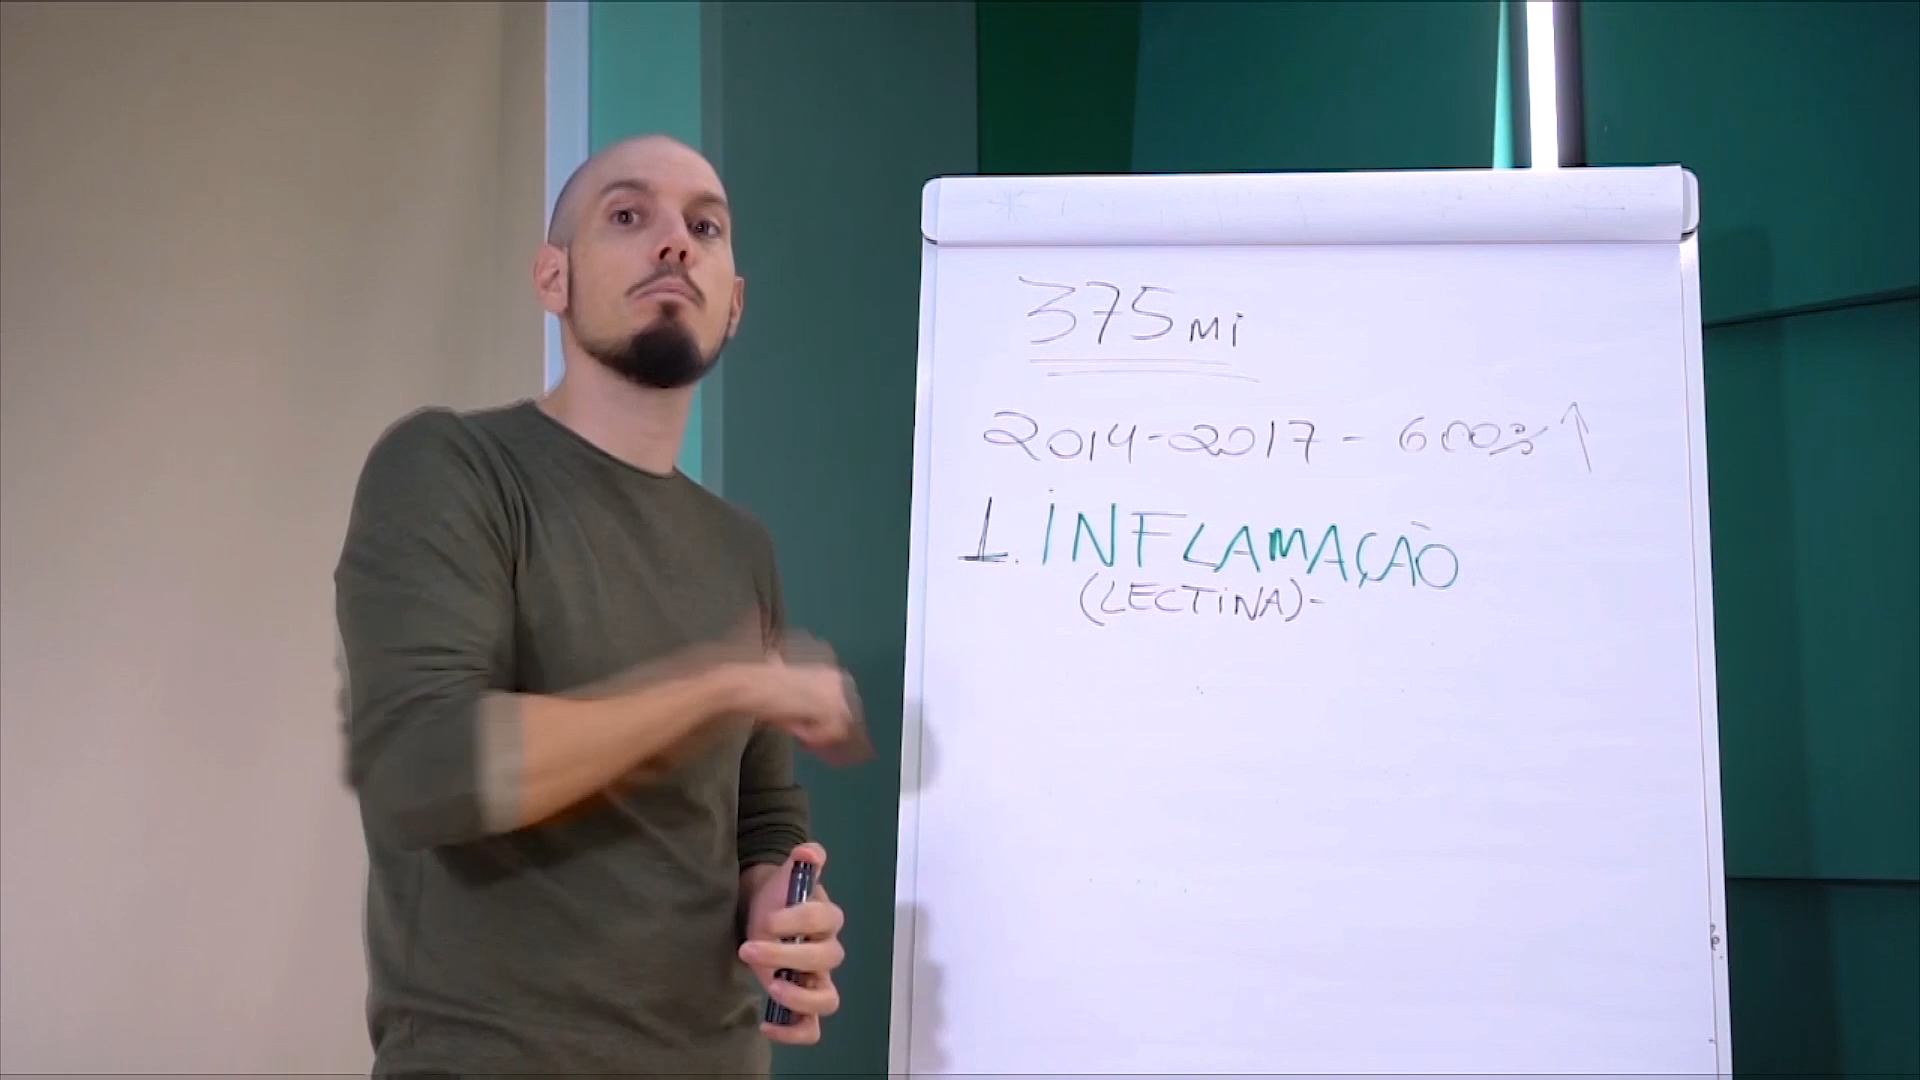 375 Mi
2014-2017 - 600% ↑
1. iNFLAMAÇÃO
(LECTiNA)-